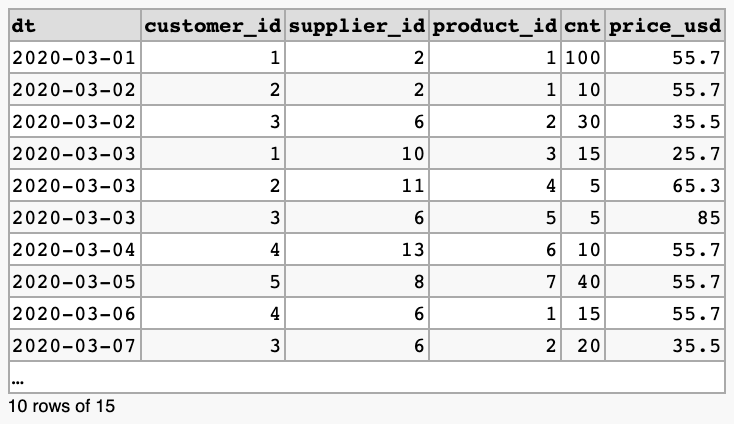 dt customer_id supplier_id product_id cnt price_usd
2020-03-01 1 2 1 100 55.7
2020-03-02 2 2 1 10 55.7
2020-03-02 3 6 2 30 35.5
2020-03-03 1 10 3 15 25.7
2020-03-03 2 11 4 5 65.3
2020-03-03 3 6 5 5 85
2020-03-04 4 13 6 10 55.7
2020-03-05 5 8 7 40 55.7
2020-03-06 4 6 1 15 55.7
2020-03-07 3 6 2 20 35.5
…
10 rows of 15